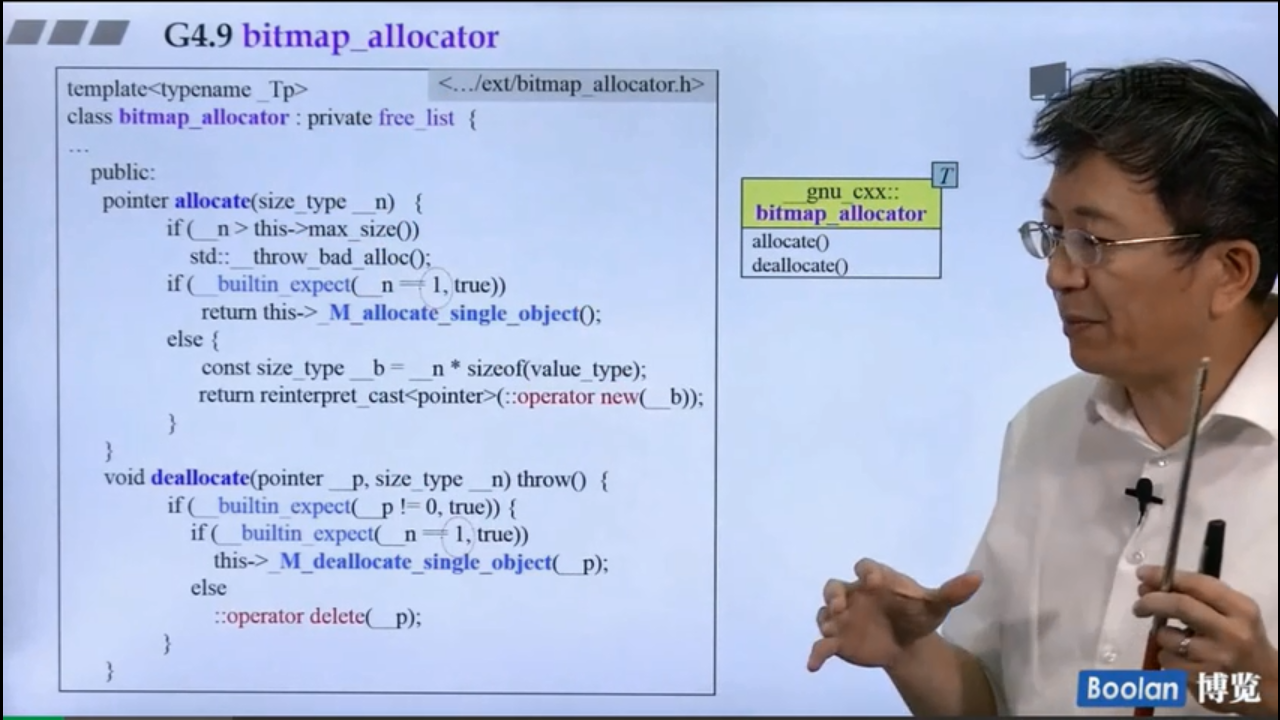 G4.9 bitmap_allocator
<.../ext/bitmap_allocator.h>
template<typename _Tp>
class bitmap_allocator : private free_list {
...
public:
pointer allocate(size_type __n) {
if (__n > this->max_size())
std::__throw_bad_alloc();
if (__builtin_expect(__n == 1, true))
return this->_M_allocate_single_object();
else {
const size_type __b = __n * sizeof(value_type);
return reinterpret_cast<pointer>(::operator new(__b));
}
}
void deallocate(pointer __p, size_type __n) throw() {
if (__builtin_expect(__p != 0, true)) {
if (__builtin_expect(__n == 1, true))
this->_M_deallocate_single_object(__p);
else
::operator delete(__p);
}
}
T
__gnu_cxx::
bitmap_allocator
allocate()
deallocate()
云课堂
Boolan 博览